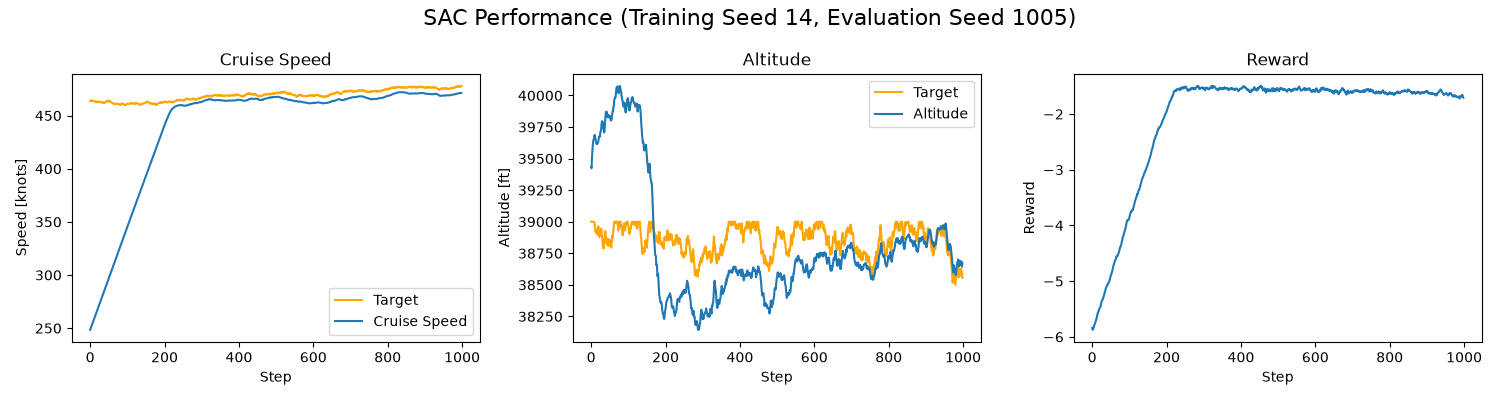 SAC Performance (Training Seed 14, Evaluation Seed 1005)
Cruise Speed
Speed [knots]
450
400
350
300
250
0 200 400 600 800 1000
Step
Target
Cruise Speed
Altitude
Altitude [ft]
40000
39750
39500
39250
39000
38750
38500
38250
0 200 400 600 800 1000
Step
Target
Altitude
Reward
Reward
−2
−3
−4
−5
−6
0 200 400 600 800 1000
Step